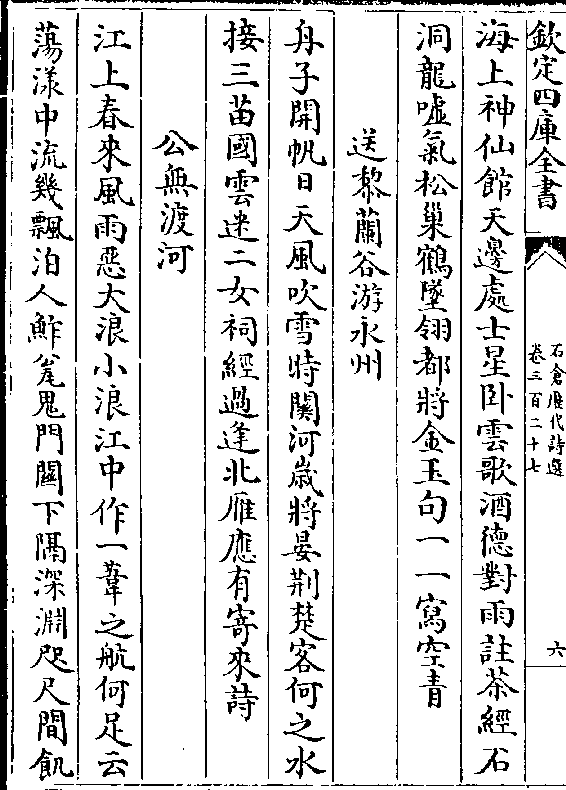 欽定四庫全書
石倉歷代詩選
卷三百二十七
六
海上神仙館天邊處士星卧雲歌酒德對雨註茶經石
洞龍噓氣松巢鶴墜翎都將金玉句一一寫空青
送黎蘭谷游永州
舟子開帆日天風吹雪時關河嵗將晏荆楚客何之水
接三苗國雲迷二女祠經過逢北雁應有寄來詩
公無渡河
江上春來風雨惡大浪小浪江中作一葦之航何足云
蕩漾中流幾飄泊人鮓甕鬼門關下隔深淵咫尺間飢